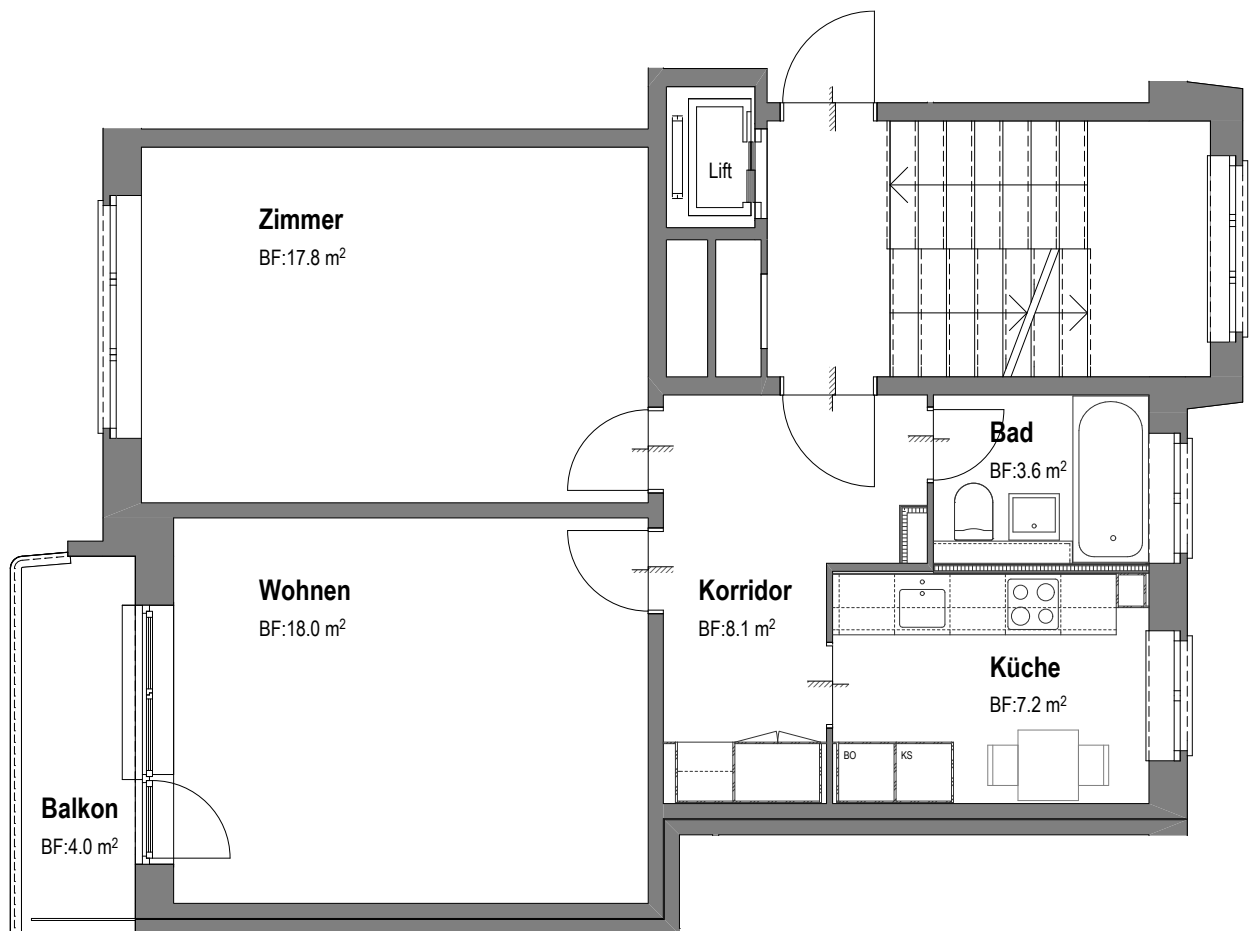 Lift
Zimmer
BF:17.8 m²
Bad
BF:3.6 m²
Wohnen
BF:18.0 m²
Korridor
BF:8.1 m²
Küche
BF:7.2 m²
BO
KS
Balkon
BF:4.0 m²